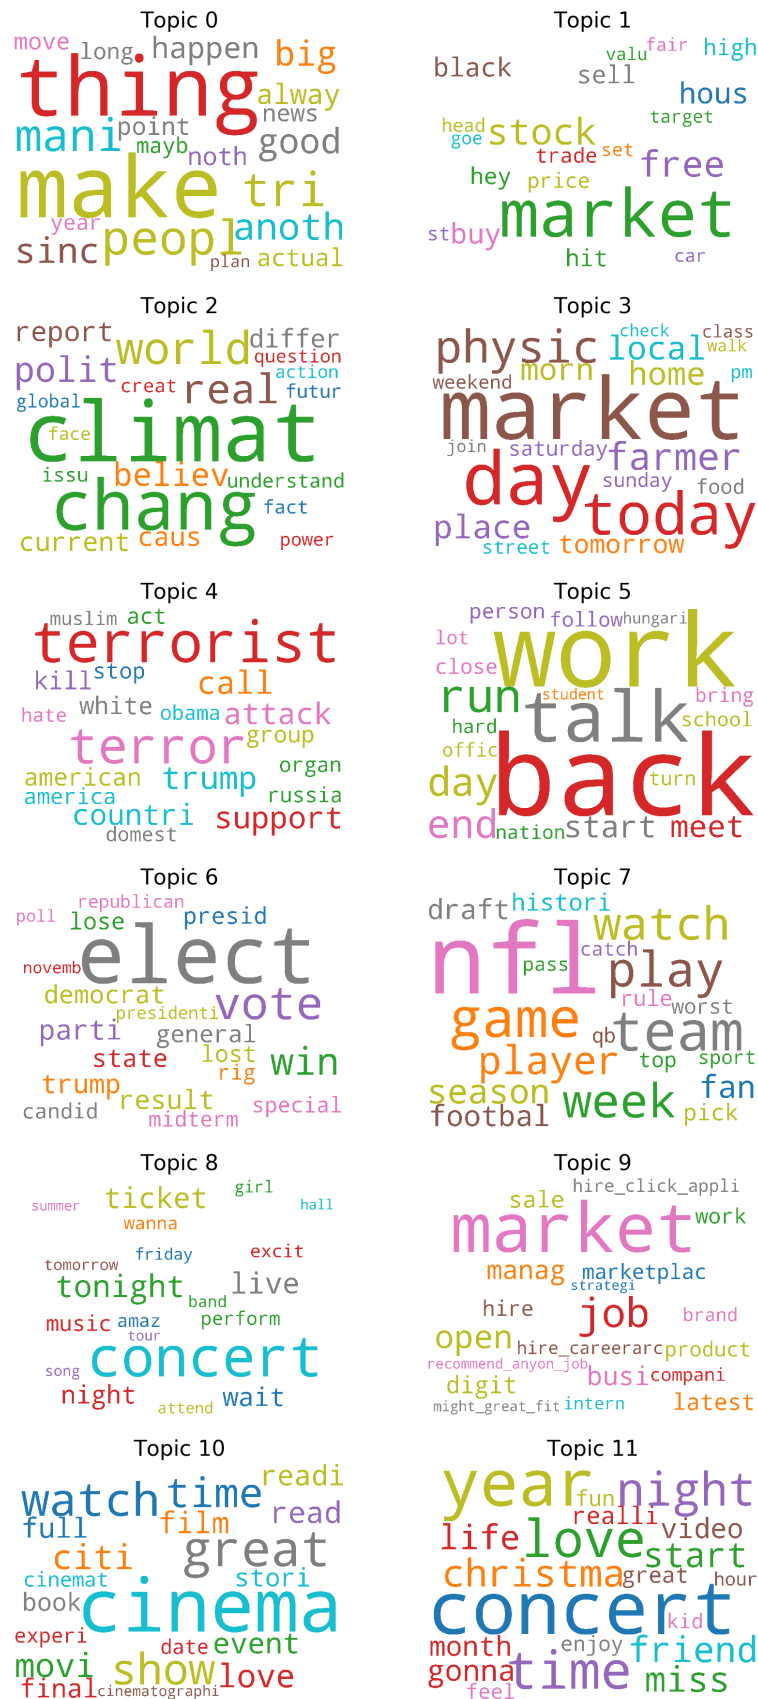 Topic 0
move
long
happen
big
thing
alway
news
mani
point
mayb
noth
good
make
tri
year
peopl
anoth
sinc
plan
actual
Topic 1
black
valu
fair
high
sell
hous
target
head
goe
stock
trade
set
free
hey
price
market
st
buy
hit
car
Topic 2
report
world
differ
question
polit
creat
real
action
futur
global
climat
face
issu
believ
understand
chang
fact
current
caus
power
Topic 3
physic
check
class
local
walk
morn
home
pm
weekend
market
join
saturday
farmer
day
sunday
food
today
place
street
tomorrow
Topic 4
muslim
act
terrorist
kill
stop
call
hate
white
obama
attack
terror
group
american
trump
organ
america
russia
countri
support
domest
Topic 5
person
follow
hungari
lot
work
close
run
student
bring
talk
school
hard
offic
back
day
turn
end
nation
start
meet
Topic 6
republican
poll
lose
presid
elect
novemb
democrat
presidenti
vote
parti
general
state
lost
win
rig
trump
result
candid
midterm
special
Topic 7
draft
histori
watch
nfl
catch
pass
play
rule
worst
game
qb
team
player
top
sport
season
fan
footbal
week
pick
Topic 8
summer
ticket
girl
hall
wanna
tomorrow
friday
excit
tonight
live
band
music
amaz
perform
tour
concert
song
night
wait
attend
Topic 9
hire_click_appli
sale
market
work
manag
marketplac
strategi
hire
job
brand
open
hire_careerarc
product
recommend_anyon_job
busi
compani
digit
might_great_fit
intern
latest
Topic 10
watch
time
readi
full
film
read
citi
great
cinemat
stori
book
cinema
experi
date
event
movi
show
love
final
cinematographi
Topic 11
year
fun
night
realli
life
love
video
start
christma
great
hour
concert
kid
month
enjoy
friend
gonna
time
miss
feel